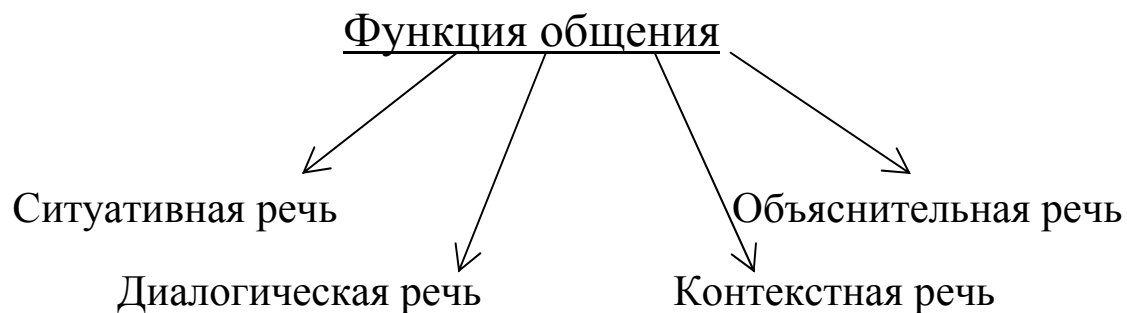 Функция общения
Ситуативная речь
Объяснительная речь
Диалогическая речь
Контекстная речь